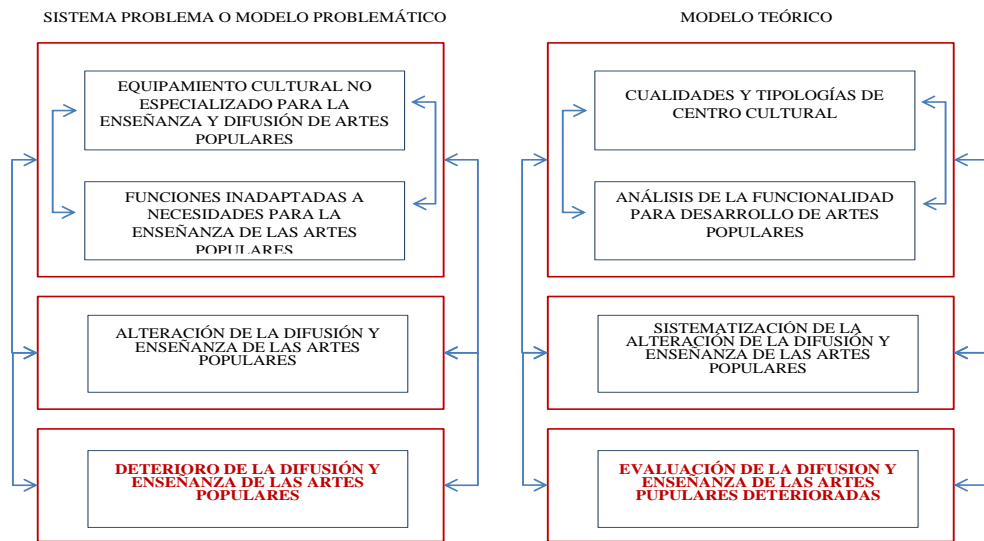 SISTEMA PROBLEMA O MODELO PROBLEMÁTICO
EQUIPAMIENTO CULTURAL NO
ESPECIALIZADO PARA LA
ENSEÑANZA Y DIFUSIÓN DE ARTES
POPULARES
FUNCIONES INADAPTADAS A
NECESIDADES PARA LA
ENSEÑANZA DE LAS ARTES
POPULARES
ALTERACIÓN DE LA DIFUSIÓN Y
ENSEÑANZA DE LAS ARTES
POPULARES
DETERIORO DE LA DIFUSIÓN Y
ENSEÑANZA DE LAS ARTES
POPULARES
MODELO TEÓRICO
CUALIDADES Y TIPOLOGÍAS DE
CENTRO CULTURAL
ANÁLISIS DE LA FUNCIONALIDAD
PARA DESARROLLO DE ARTES
POPULARES
SISTEMATIZACIÓN DE LA
ALTERACIÓN DE LA DIFUSIÓN Y
ENSEÑANZA DE LAS ARTES
POPULARES
EVALUACIÓN DE LA DIFUSION Y
ENSEÑANZA DE LAS ARTES
PUPULARES DETERIORADAS